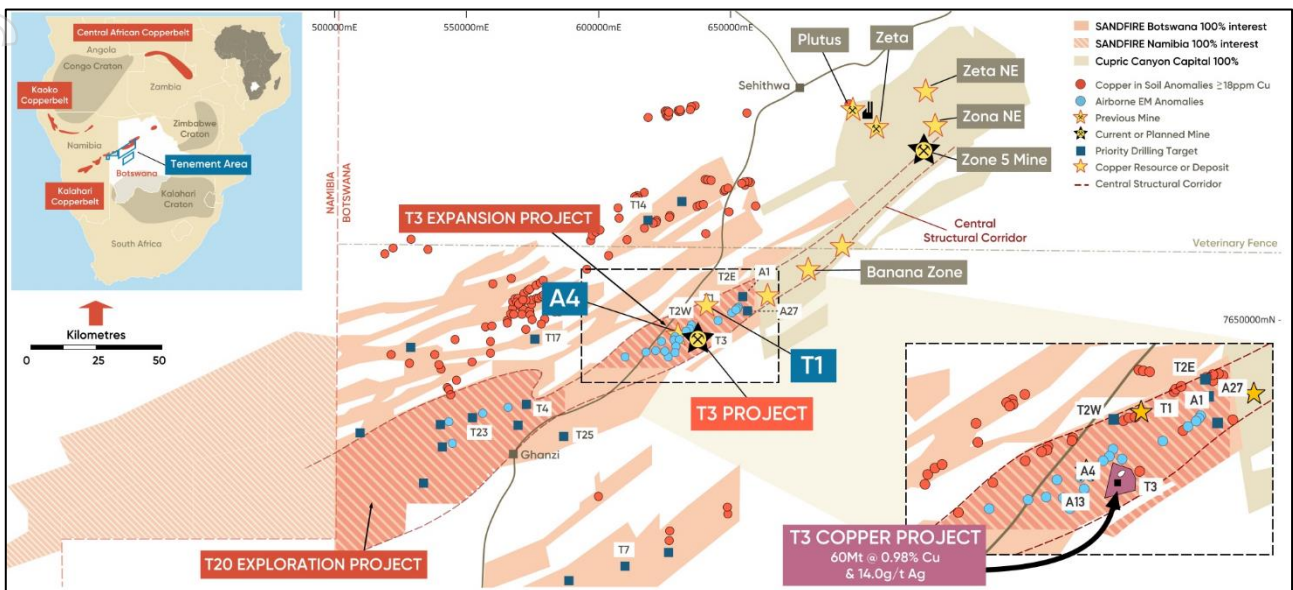 Central African Copperbelt
Angola
Congo Craton
Zambia
Kaoko
Copperbelt
Zimbabwe
Craton
Namibia
Tenement Area
Botswana
Kalahari
Copperbelt
Kalahari
Craton
South Africa
Kilometres
0 25 50
500000mE
550000mE
600000mE
650000mE
NAMIBIA
BOTSWANA
Sehithwa
Plutus
Zeta
Zeta NE
Zona NE
Zone 5 Mine
Central
Structural Corridor
Veterinary Fence
Banana Zone
7650000mN
T14
T3 EXPANSION PROJECT
A4
T2E
A1
T2W
A27
T3
T1
T3 PROJECT
T17
T4
T23
T25
Ghanzi
T20 EXPLORATION PROJECT
T7
SANDFIRE Botswana 100% interest
SANDFIRE Namibia 100% interest
Cupric Canyon Capital 100%
Copper in Soil Anomalies ≥18ppm Cu
Airborne EM Anomalies
Previous Mine
Current or Planned Mine
Priority Drilling Target
Copper Resource or Deposit
Central Structural Corridor
T2E
A27
A1
T1
T2W
A4
T3
A13
T3 COPPER PROJECT
60Mt @ 0.98% Cu
& 14.0g/t Ag